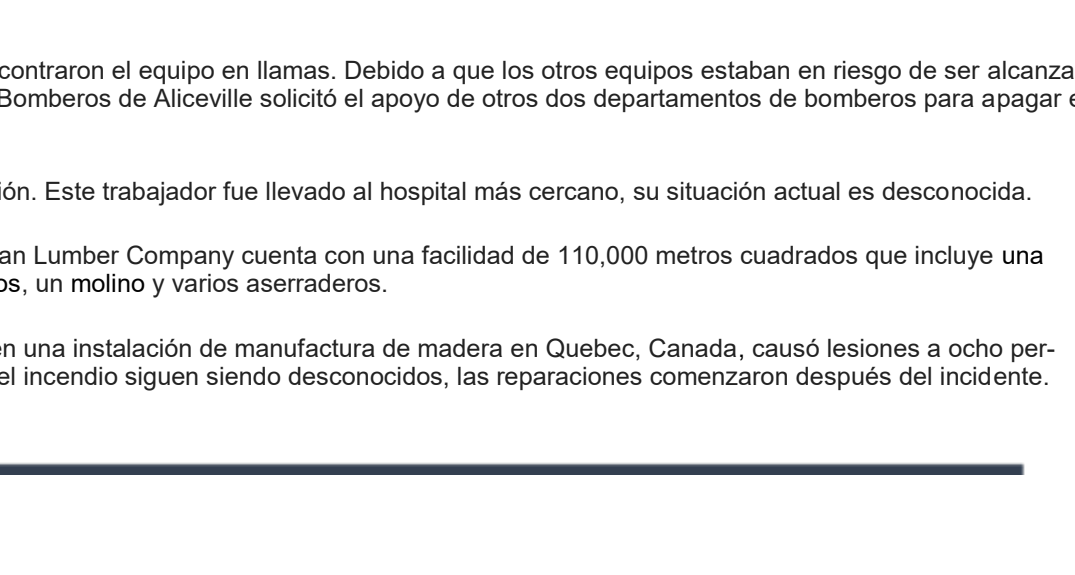 contraron el equipo en llamas. Debido a que los otros equipos estaban en riesgo de ser alcanza
Bomberos de Aliceville solicitó el apoyo de otros dos departamentos de bomberos para apagar e
ión. Este trabajador fue llevado al hospital más cercano, su situación actual es desconocida.
an Lumber Company cuenta con una facilidad de 110,000 metros cuadrados que incluye una
os, un molino y varios aserraderos.
en una instalación de manufactura de madera en Quebec, Canada, causó lesiones a ocho per-
el incendio siguen siendo desconocidos, las reparaciones comenzaron después del incidente.